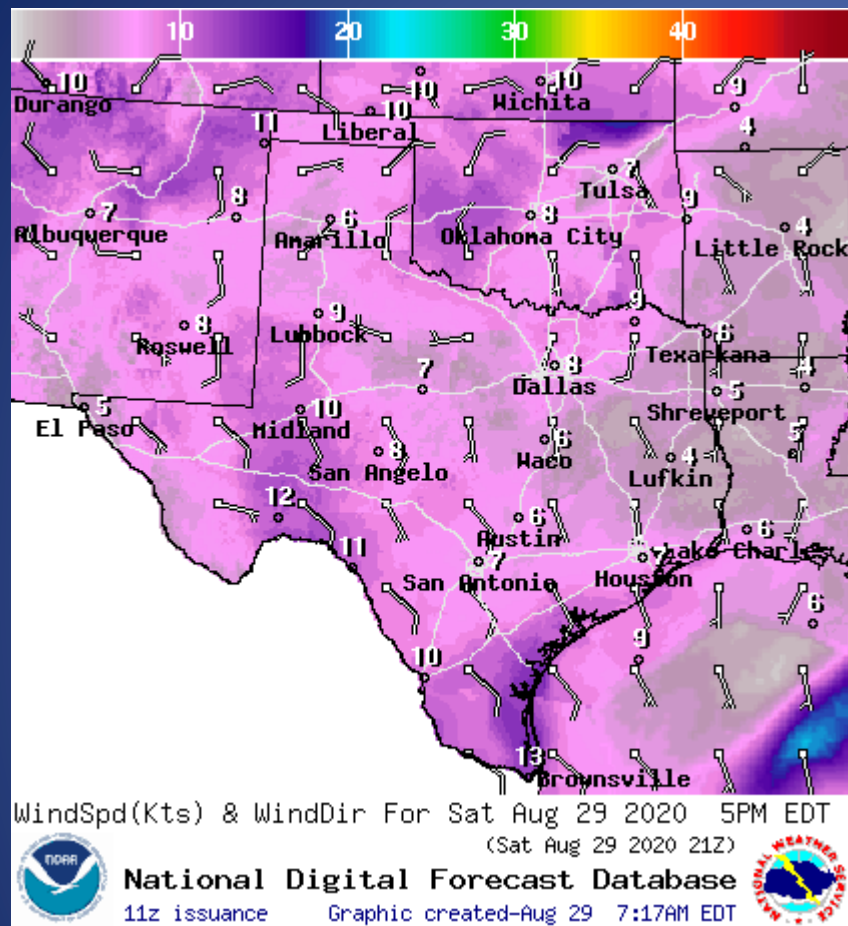 10 20 30 40
10 10 10 9
Durango Wichita
10
Liberal
11 4
7
Tulsa
7 8 6 8 9 4
Albuquerque Amarillo Oklahoma City Little Rock
8 9 9 6
Roswell Lubbock Texarkana
7 8 4
Dallas
5 10 5
El Paso Midland Shreveport
8 6 4 5
San Angelo Waco Lufkin
12 6 6
Austin Lake Charles
11 7 7
San Antonio Houston
6
10 9
13
Brownsville
WindSpd(Kts) & WindDir For Sat Aug 29 2020 5PM EDT
(Sat Aug 29 2020 21Z)
National Digital Forecast Database
11z issuance Graphic created-Aug 29 7:17AM EDT
NOAA
NATIONAL WEATHER SERVICE